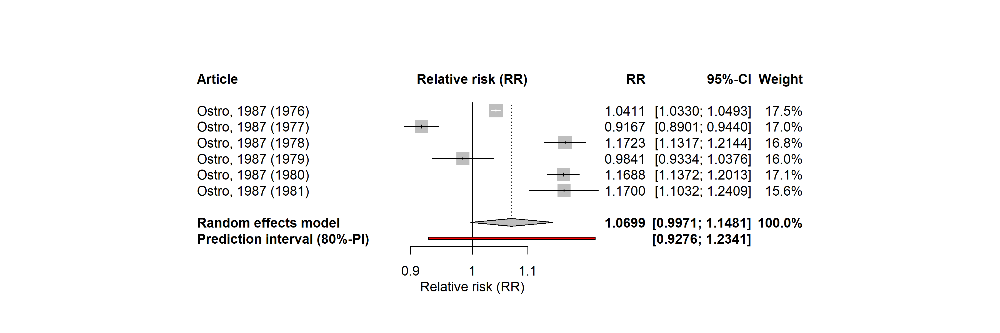 Article Relative risk (RR) RR 95%-CI Weight
Ostro, 1987 (1976) 1.0411 [1.0330; 1.0493] 17.5%
Ostro, 1987 (1977) 0.9167 [0.8901; 0.9440] 17.0%
Ostro, 1987 (1978) 1.1723 [1.1317; 1.2144] 16.8%
Ostro, 1987 (1979) 0.9841 [0.9334; 1.0376] 16.0%
Ostro, 1987 (1980) 1.1688 [1.1372; 1.2013] 17.1%
Ostro, 1987 (1981) 1.1700 [1.1032; 1.2409] 15.6%
Random effects model 1.0699 [0.9971; 1.1481] 100.0%
Prediction interval (80%-PI) [0.9276; 1.2341]
0.9 1 1.1
Relative risk (RR)